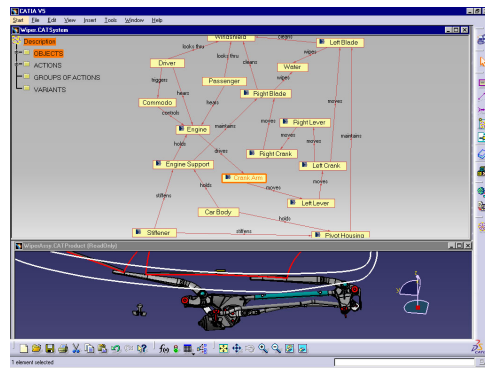 CATIA V5
Start File Edit View Insert Tools Window Help
Wiper.CATSystem
Description
OBJECTS
ACTIONS
GROUPS OF ACTIONS
VARIANTS
Windshield
cleans
Left Blade
looks thru
looks thru
cleans
wipes
Driver
Water
Passenger
wipes
triggers
hears
Right Blade
Commodo
hears
moves
moves
controls
Right Lever
Engine
maintains
moves
moves
maintains
holds
drives
Right Crank
Engine Support
Left Crank
Crank Arm
stiffens
holds
moves
moves
Left Lever
Car Body
holds
Stiffener
stiffens
Pivot Housing
WiperAssy.CATProduct (ReadOnly)
f(x)
1 element selected